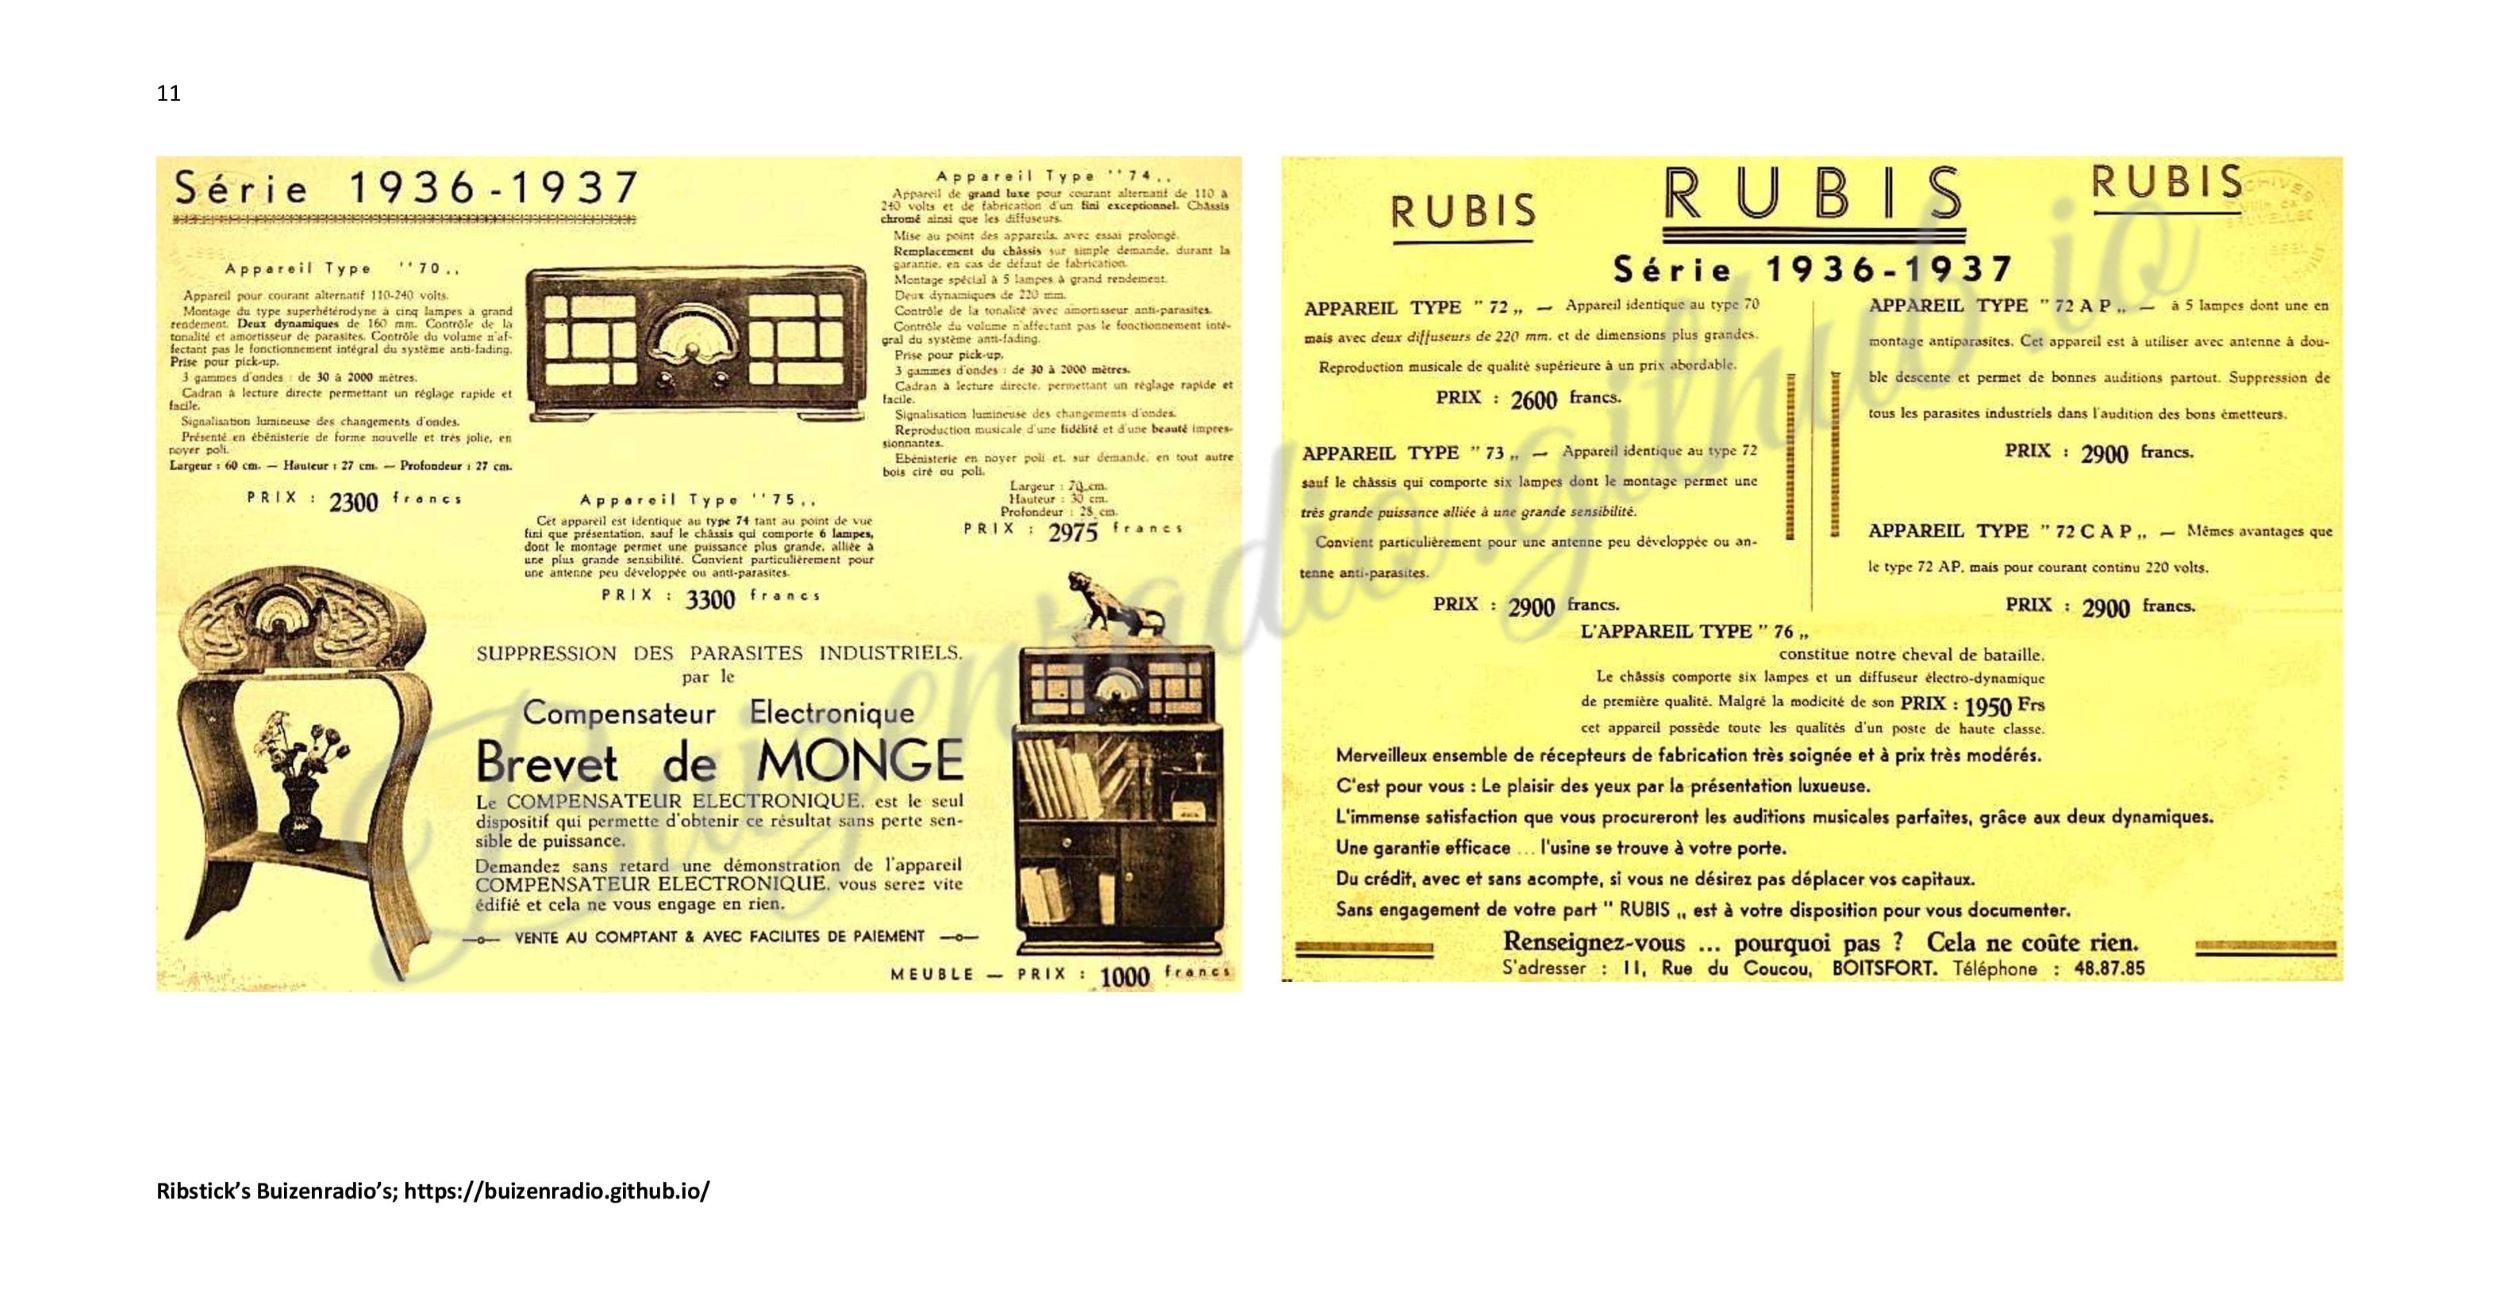 11
Série 1936-1937
Appareil Type ''70,,
Appareil pour courant alternatif 110-240 volts.
Montage du type superhétérodyne à cinq lampes à grand
rendement. Deux dynamiques de 160 mm. Contrôle de la
tonalité et amortisseur de parasites. Contrôle du volume n'af-
fectant pas le fonctionnement intégral du système anti-fading.
Prise pour pick-up.
3 gammes d'ondes : de 30 à 2000 mètres.
Cadran à lecture directe permettant un réglage rapide et
facile.
Signalisation lumineuse des changements d'ondes.
Présenté en ébénisterie de forme nouvelle et très jolie, en
noyer poli.
Largeur : 60 cm. — Hauteur : 27 cm. — Profondeur : 27 cm.
PRIX : 2300 francs
Appareil Type ''75,,
Cet appareil est identique au type 74 tant au point de vue
fini que présentation, sauf le châssis qui comporte 6 lampes,
dont le montage permet une puissance plus grande, alliée à
une plus grande sensibilité. Convient particulièrement pour
une antenne peu développée ou anti-parasites.
PRIX : 3300 francs
Appareil Type ''74,,
Appareil de grand luxe pour courant alternatif de 110 à
240 volts et de fabrication d'un fini exceptionnel. Châssis
chromé ainsi que les diffuseurs.
Mise au point des appareils, avec essai prolongé.
Remplacement du châssis sur simple demande, durant la
garantie, en cas de défaut de fabrication.
Montage spécial à 5 lampes à grand rendement.
Deux dynamiques de 220 mm.
Contrôle de la tonalité avec amortisseur anti-parasites.
Contrôle du volume n'affectant pas le fonctionnement inté-
gral du système anti-fading.
Prise pour pick-up.
3 gammes d'ondes : de 30 à 2000 mètres.
Cadran à lecture directe, permettant un réglage rapide et
facile.
Signalisation lumineuse des changements d'ondes.
Reproduction musicale d'une fidélité et d'une beauté impres-
sionnantes.
Ebénisterie en noyer poli et, sur demande, en tout autre
bois ciré ou poli.
Largeur : 70 cm.
Hauteur : 30 cm.
Profondeur : 28 cm.
PRIX : 2975 francs
SUPPRESSION DES PARASITES INDUSTRIELS.
par le
Compensateur Electronique
Brevet de MONGE
Le COMPENSATEUR ELECTRONIQUE, est le seul
dispositif qui permette d'obtenir ce résultat sans perte sen-
sible de puissance.
Demandez sans retard une démonstration de l'appareil
COMPENSATEUR ELECTRONIQUE, vous serez vite
édifié et cela ne vous engage en rien.
VENTE AU COMPTANT & AVEC FACILITES DE PAIEMENT
MEUBLE — PRIX : 1000 francs
RUBIS
RUBIS
RUBIS
Série 1936-1937
APPAREIL TYPE " 72 ,, — Appareil identique au type 70
mais avec deux diffuseurs de 220 mm. et de dimensions plus grandes.
Reproduction musicale de qualité supérieure à un prix abordable.
PRIX : 2600 francs.
APPAREIL TYPE " 73 ,, — Appareil identique au type 72
sauf le châssis qui comporte six lampes dont le montage permet une
très grande puissance alliée à une grande sensibilité.
Convient particulièrement pour une antenne peu développée ou an-
tenne anti-parasites.
PRIX : 2900 francs.
APPAREIL TYPE " 72 A P ,, — à 5 lampes dont une en
montage antiparasites. Cet appareil est à utiliser avec antenne à dou-
ble descente et permet de bonnes auditions partout. Suppression de
tous les parasites industriels dans l'audition des bons émetteurs.
PRIX : 2900 francs.
APPAREIL TYPE " 72 C A P ,, — Mêmes avantages que
le type 72 AP, mais pour courant continu 220 volts.
PRIX : 2900 francs.
L'APPAREIL TYPE " 76 ,,
constitue notre cheval de bataille.
Le châssis comporte six lampes et un diffuseur électro-dynamique
de première qualité. Malgré la modicité de son PRIX : 1950 Frs
cet appareil possède toute les qualités d'un poste de haute classe.
Merveilleux ensemble de récepteurs de fabrication très soignée et à prix très modérés.
C'est pour vous : Le plaisir des yeux par la présentation luxueuse.
L'immense satisfaction que vous procureront les auditions musicales parfaites, grâce aux deux dynamiques.
Une garantie efficace ... l'usine se trouve à votre porte.
Du crédit, avec et sans acompte, si vous ne désirez pas déplacer vos capitaux.
Sans engagement de votre part " RUBIS ,, est à votre disposition pour vous documenter.
Renseignez-vous ... pourquoi pas ? Cela ne coûte rien.
S'adresser : 11, Rue du Coucou, BOITSFORT. Téléphone : 48.87.85
Buizenradio.github.io
Ribstick's Buizenradio's; https://buizenradio.github.io/